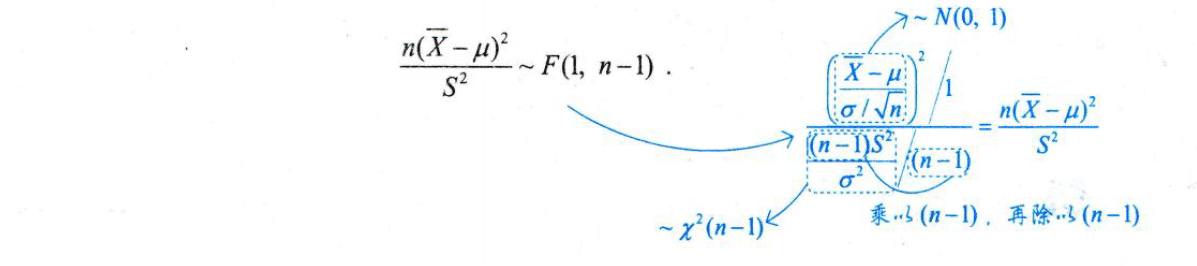 ~ N(0, 1)
n(X̄ − μ)² / S² ~ F(1, n−1) .
((X̄ − μ) / (σ / √n))² / 1
(n−1)S² / σ² / (n−1)
= n(X̄ − μ)² / S²
~ χ²(n−1)
乘以(n−1)，再除以(n−1)